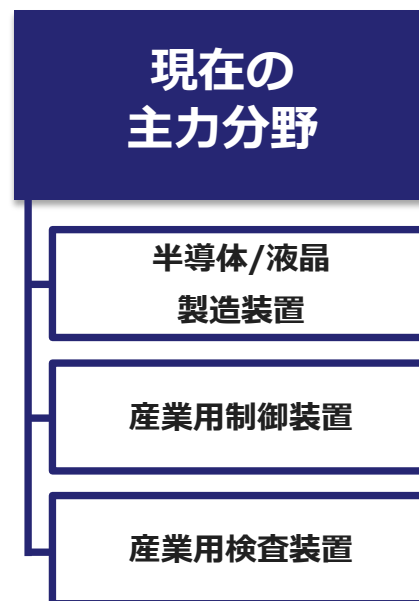 現在の
主力分野
半導体/液晶
製造装置
産業用制御装置
産業用検査装置